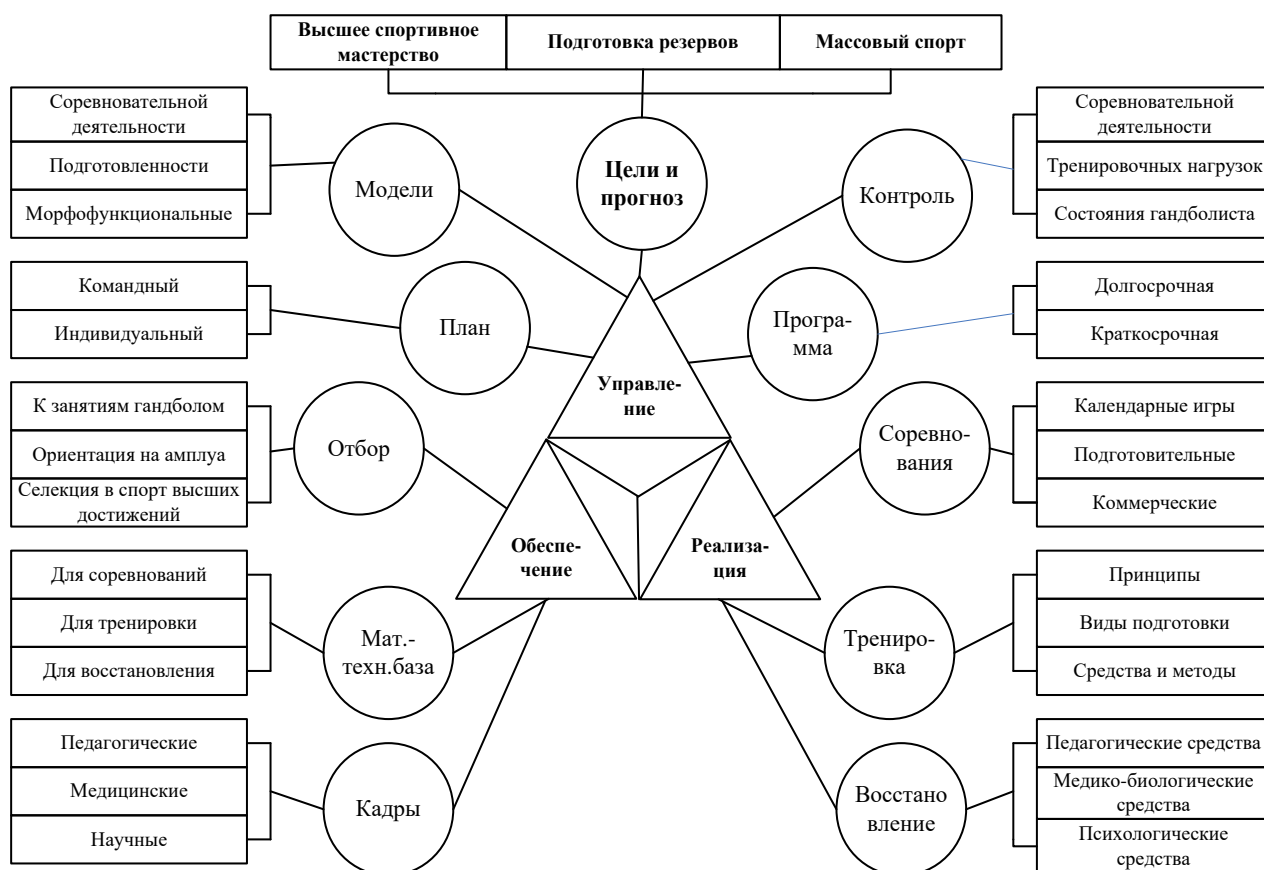 Высшее спортивное
мастерство
Подготовка резервов
Массовый спорт
Соревновательной
деятельности
Подготовленности
Морфофункциональные
Модели
Цели и
прогноз
Контроль
Соревновательной
деятельности
Тренировочных нагрузок
Состояния гандболиста
Командный
Индивидуальный
План
Програ-
мма
Долгосрочная
Краткосрочная
Управле-
ние
К занятиям гандболом
Ориентация на амплуа
Селекция в спорт высших
достижений
Отбор
Соревно-
вания
Календарные игры
Подготовительные
Коммерческие
Обеспе-
чение
Реализа-
ция
Для соревнований
Для тренировки
Для восстановления
Мат.-
техн.база
Трениро-
вка
Принципы
Виды подготовки
Средства и методы
Педагогические
Медицинские
Научные
Кадры
Восстано
вление
Педагогические средства
Медико-биологические
средства
Психологические
средства